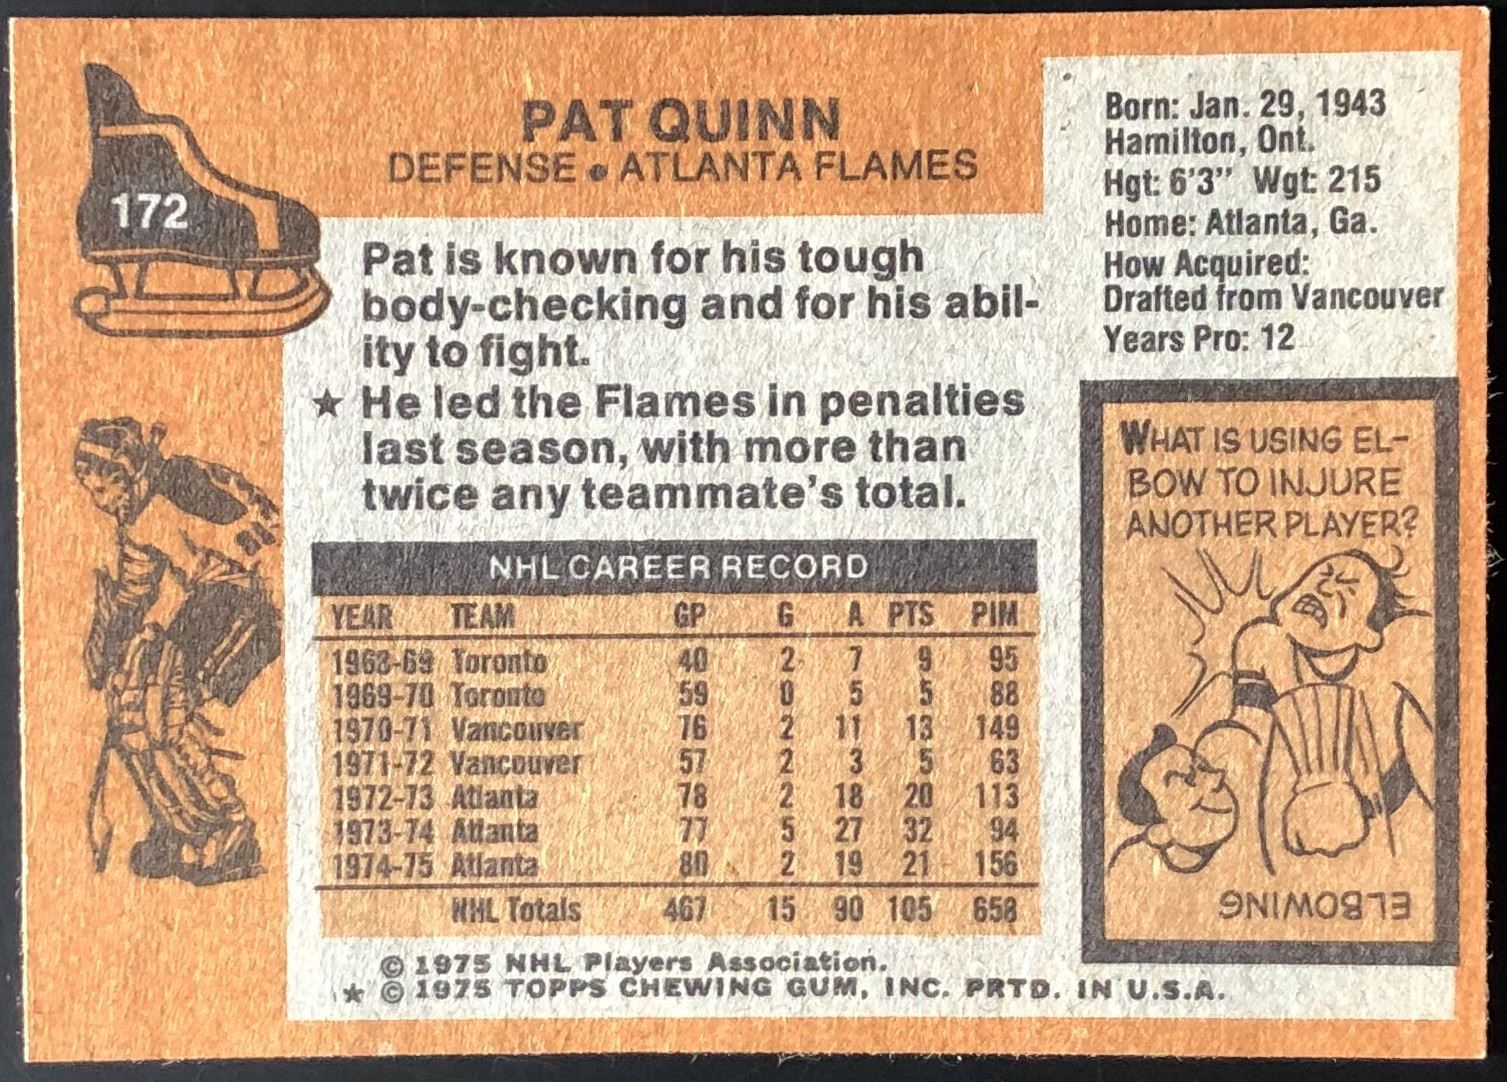 172
PAT QUINN
DEFENSE • ATLANTA FLAMES
Born: Jan. 29, 1943
Hamilton, Ont.
Hgt: 6'3" Wgt: 215
Home: Atlanta, Ga.
How Acquired:
Drafted from Vancouver
Years Pro: 12
Pat is known for his tough
body-checking and for his abil-
ity to fight.
★ He led the Flames in penalties
last season, with more than
twice any teammate's total.
NHL CAREER RECORD
YEAR TEAM GP G A PTS PIM
1968-69 Toronto 40 2 7 9 95
1969-70 Toronto 59 0 5 5 88
1970-71 Vancouver 76 2 11 13 149
1971-72 Vancouver 57 2 3 5 63
1972-73 Atlanta 78 2 18 20 113
1973-74 Atlanta 77 5 27 32 94
1974-75 Atlanta 80 2 19 21 156
NHL Totals 467 15 90 105 658
WHAT IS USING EL-
BOW TO INJURE
ANOTHER PLAYER?
ELBOWING
© 1975 NHL Players Association.
★ © 1975 TOPPS CHEWING GUM, INC. PRTD. IN U.S.A.